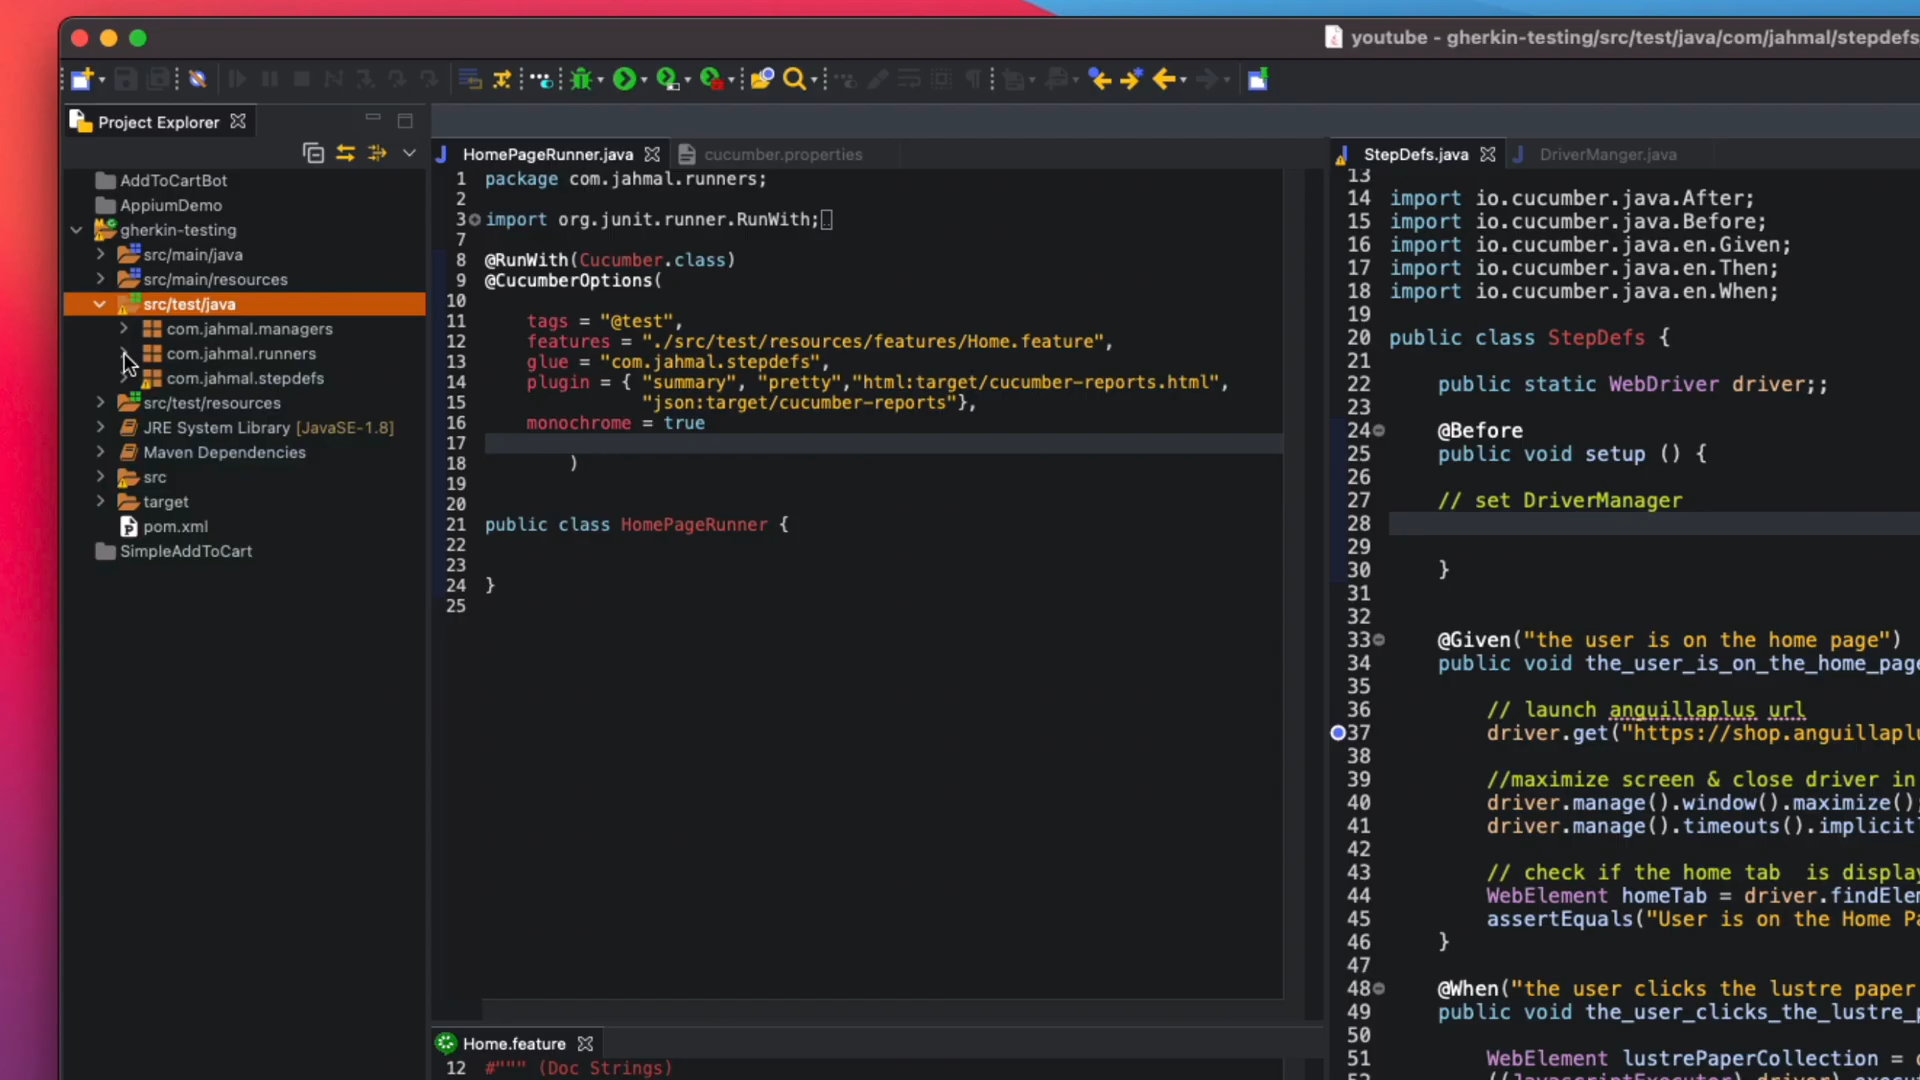 youtube - gherkin-testing/src/test/java/com/jahmal/stepdefs
Project Explorer
AddToCartBot
AppiumDemo
gherkin-testing
src/main/java
src/main/resources
src/test/java
com.jahmal.managers
com.jahmal.runners
com.jahmal.stepdefs
src/test/resources
JRE System Library [JavaSE-1.8]
Maven Dependencies
src
target
pom.xml
SimpleAddToCart
HomePageRunner.java
cucumber.properties
1 package com.jahmal.runners;
2
3 import org.junit.runner.RunWith;
7
8 @RunWith(Cucumber.class)
9 @CucumberOptions(
10
11 tags = "@test",
12 features = "./src/test/resources/features/Home.feature",
13 glue = "com.jahmal.stepdefs",
14 plugin = { "summary", "pretty","html:target/cucumber-reports.html",
15 "json:target/cucumber-reports"},
16 monochrome = true
17
18 )
19
20
21 public class HomePageRunner {
22
23
24 }
25
Home.feature
12 #""" (Doc Strings)
StepDefs.java
DriverManger.java
13
14 import io.cucumber.java.After;
15 import io.cucumber.java.Before;
16 import io.cucumber.java.en.Given;
17 import io.cucumber.java.en.Then;
18 import io.cucumber.java.en.When;
19
20 public class StepDefs {
21
22 public static WebDriver driver;;
23
24 @Before
25 public void setup () {
26
27 // set DriverManager
28
29
30 }
31
32
33 @Given("the user is on the home page")
34 public void the_user_is_on_the_home_page
35
36 // launch anguillaplus url
37 driver.get("https://shop.anguillaplu
38
39 //maximize screen & close driver in
40 driver.manage().window().maximize();
41 driver.manage().timeouts().implicit
42
43 // check if the home tab is display
44 WebElement homeTab = driver.findElem
45 assertEquals("User is on the Home Pa
46 }
47
48 @When("the user clicks the lustre paper
49 public void the_user_clicks_the_lustre_p
50
51 WebElement lustrePaperCollection =